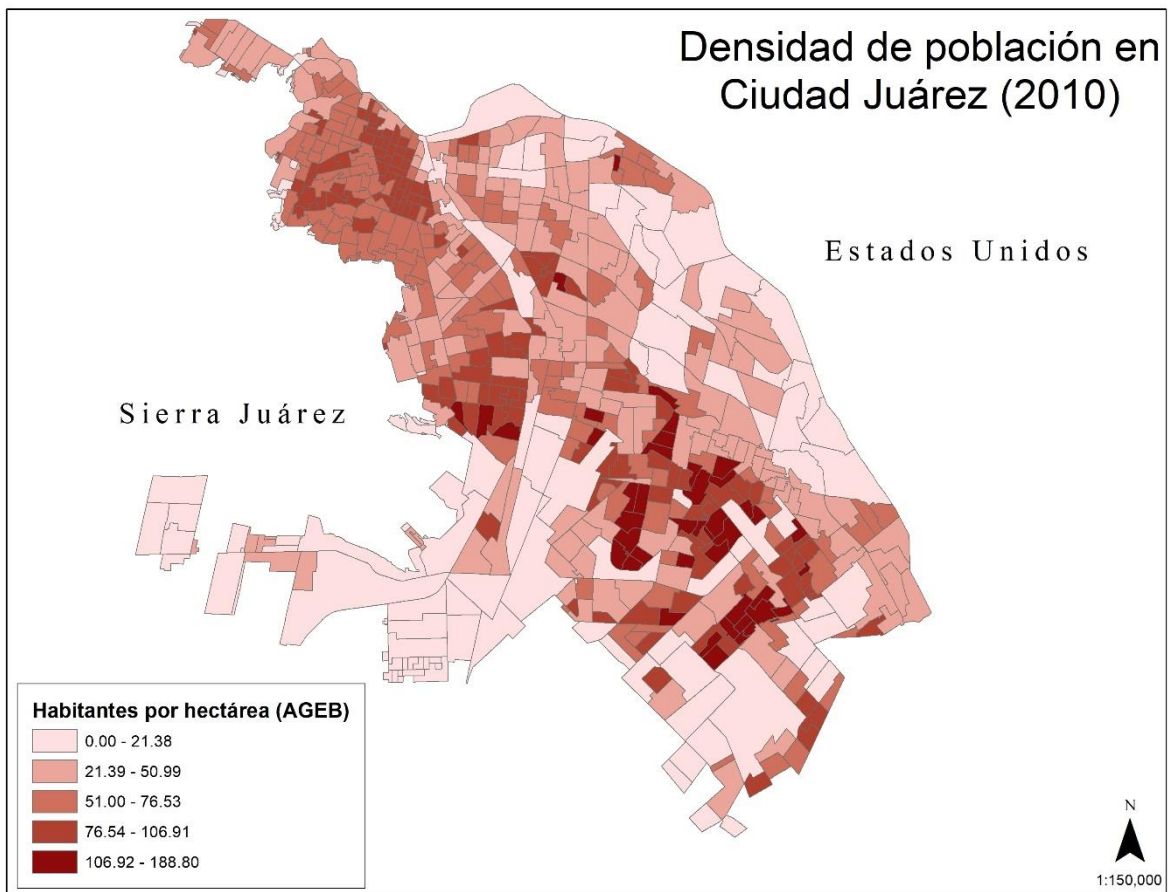 Densidad de población en
Ciudad Juárez (2010)
Estados Unidos
Sierra Juárez
Habitantes por hectárea (AGEB)
0.00 - 21.38
21.39 - 50.99
51.00 - 76.53
76.54 - 106.91
106.92 - 188.80
N
1:150,000